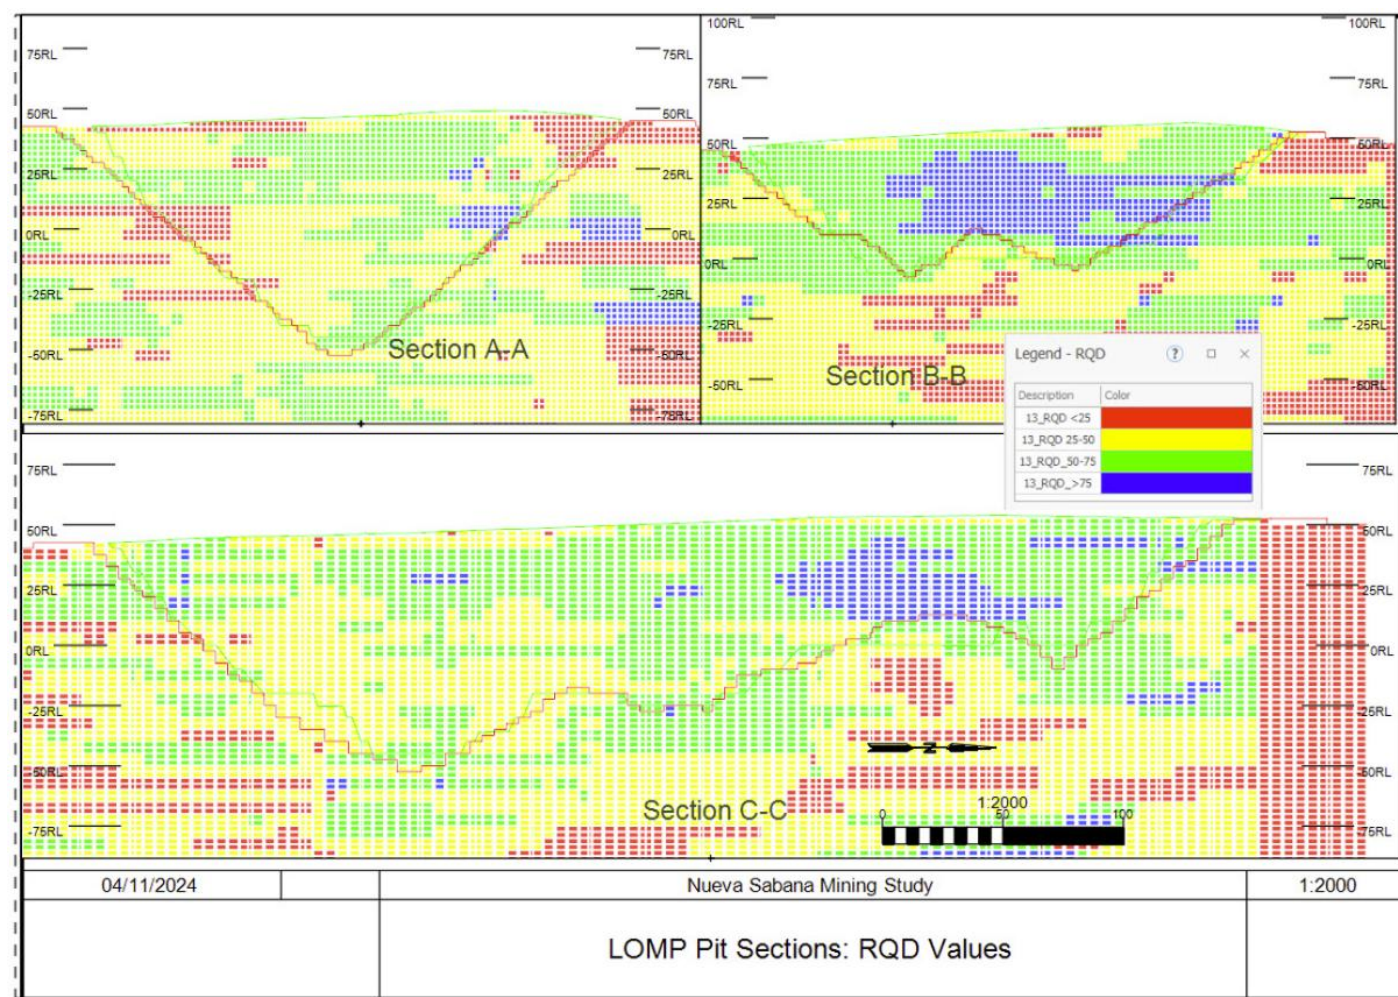 100RL 100RL
75RL 75RL 75RL 75RL
50RL 50RL 50RL 50RL
25RL 25RL 25RL 25RL
0RL 0RL 0RL 0RL
-25RL -25RL -25RL -25RL
-50RL Section A-A -50RL -50RL Section B-B -50RL
-75RL -75RL
Legend - RQD ? 
Description Color
13_RQD <25
13_RQD 25-50
13_RQD_50-75
13_RQD_>75
75RL 75RL
50RL 50RL
25RL 25RL
0RL 0RL
-25RL -25RL
N
-50RL -50RL
Section C-C 1:2000
0 50 100
-75RL -75RL
04/11/2024 Nueva Sabana Mining Study 1:2000
LOMP Pit Sections: RQD Values